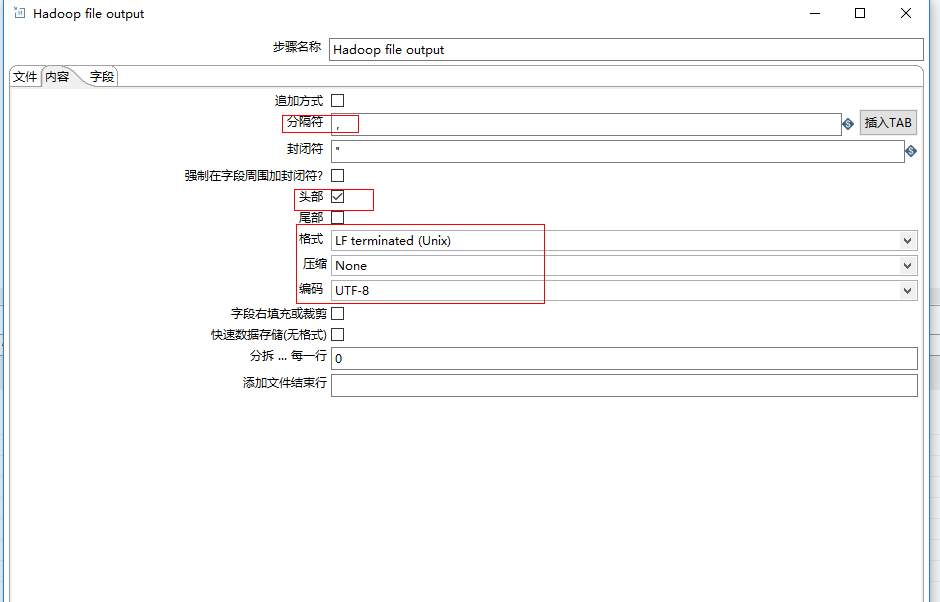 Hadoop file output
步骤名称 Hadoop file output
文件 内容 字段
追加方式
分隔符 , 插入TAB
封闭符 "
强制在字段周围加封闭符?
头部
尾部
格式 LF terminated (Unix)
压缩 None
编码 UTF-8
字段右填充或裁剪
快速数据存储(无格式)
分拆 ... 每一行 0
添加文件结束行